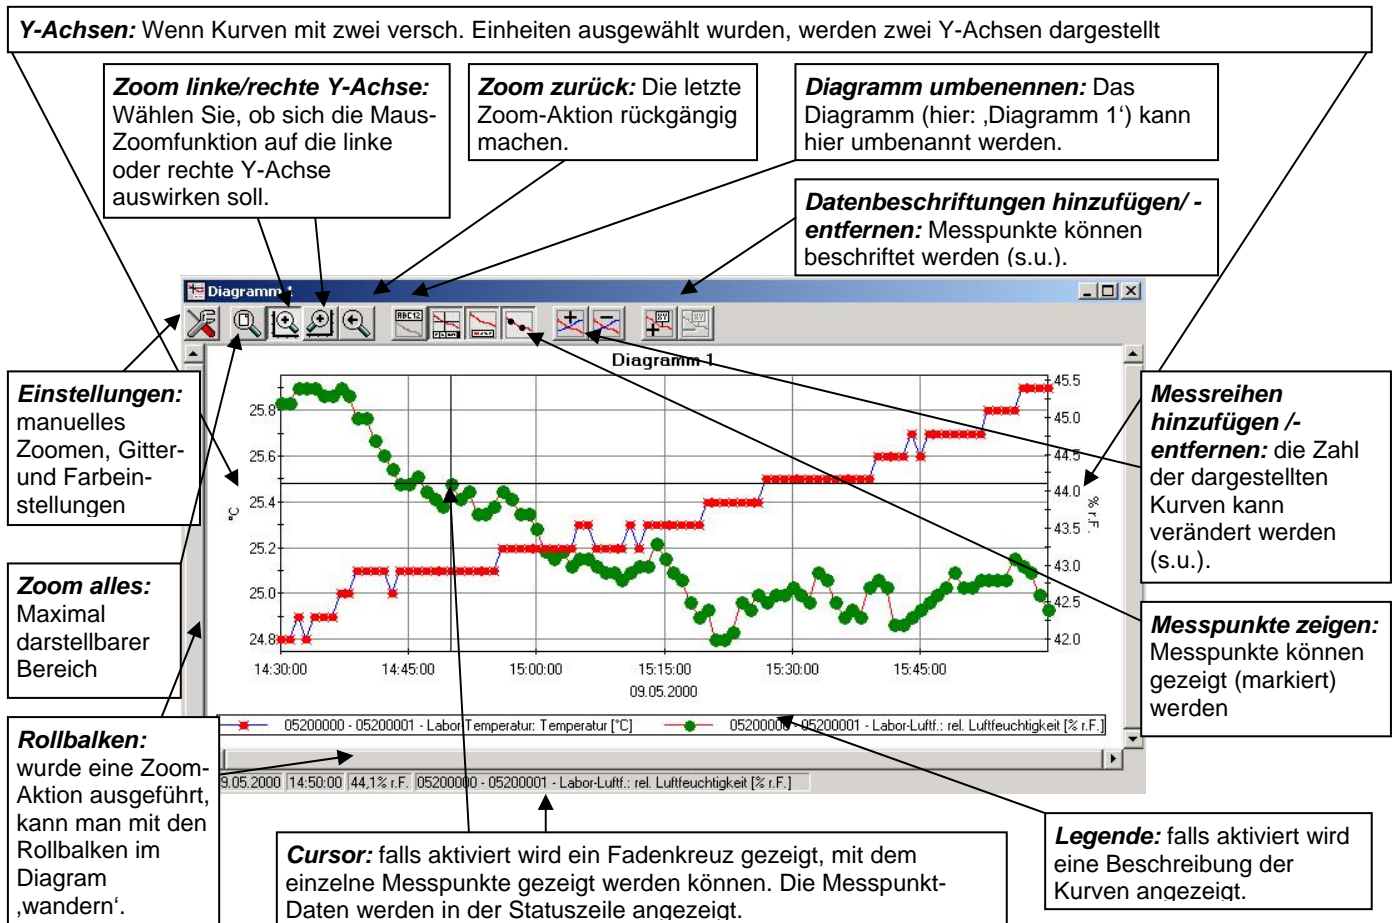 Y-Achsen: Wenn Kurven mit zwei versch. Einheiten ausgewählt wurden, werden zwei Y-Achsen dargestellt
Zoom linke/rechte Y-Achse:
Wählen Sie, ob sich die Maus-
Zoomfunktion auf die linke
oder rechte Y-Achse
auswirken soll.
Zoom zurück: Die letzte
Zoom-Aktion rückgängig
machen.
Diagramm umbenennen: Das
Diagramm (hier: ‚Diagramm 1‘) kann
hier umbenannt werden.
Datenbeschriftungen hinzufügen/ -
entfernen: Messpunkte können
beschriftet werden (s.u.).
Diagramm 1
ABC12
XY
XY
Diagramm 1
Einstellungen:
manuelles
Zoomen, Gitter-
und Farbein-
stellungen
Zoom alles:
Maximal
darstellbarer
Bereich
Rollbalken:
wurde eine Zoom-
Aktion ausgeführt,
kann man mit den
Rollbalken im
Diagram
‚wandern‘.
25.8
25.6
25.4
25.2
25.0
24.8
°C
45.5
45.0
44.5
44.0
43.5
43.0
42.5
42.0
% r.F.
14:30:00 14:45:00 15:00:00 15:15:00 15:30:00 15:45:00
09.05.2000
05200000 - 05200001 - Labor-Temperatur: Temperatur [°C]
05200000 - 05200001 - Labor-Luftf.: rel. Luftfeuchtigkeit [% r.F.]
9.05.2000 14:50:00 44,1% r.F. 05200000 - 05200001 - Labor-Luftf.: rel. Luftfeuchtigkeit [% r.F.]
Messreihen
hinzufügen /-
entfernen: die Zahl
der dargestellten
Kurven kann
verändert werden
(s.u.).
Messpunkte zeigen:
Messpunkte können
gezeigt (markiert)
werden
Cursor: falls aktiviert wird ein Fadenkreuz gezeigt, mit dem
einzelne Messpunkte gezeigt werden können. Die Messpunkt-
Daten werden in der Statuszeile angezeigt.
Legende: falls aktiviert wird
eine Beschreibung der
Kurven angezeigt.